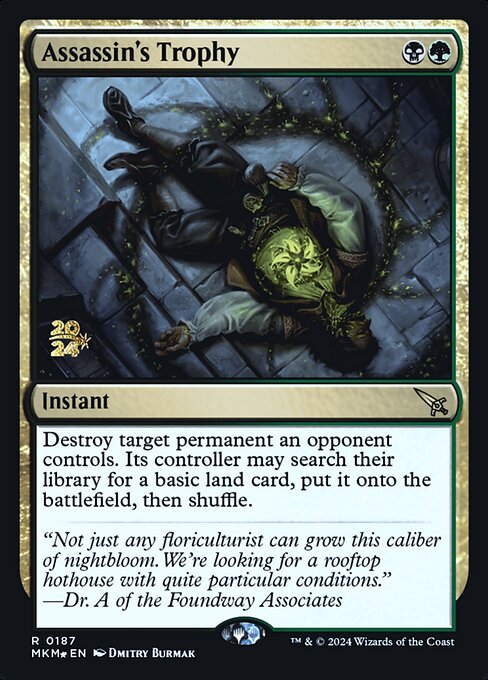 Assassin's Trophy
20
24
Instant
Destroy target permanent an opponent
controls. Its controller may search their
library for a basic land card, put it onto the
battlefield, then shuffle.
“Not just any floriculturist can grow this caliber
of nightbloom. We’re looking for a rooftop
hothouse with quite particular conditions.”
—Dr. A of the Foundway Associates
R 0187
MKM★EN Dmitry Burmak
™ & © 2024 Wizards of the Coast